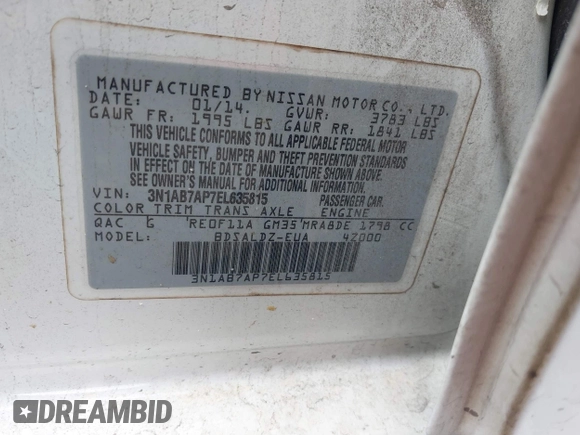 MANUFACTURED BY NISSAN MOTOR CO., LTD.
DATE: 01/14 GVWR: 3783 LBS
GAWR FR: 1995 LBS GAWR RR: 1841 LBS
THIS VEHICLE CONFORMS TO ALL APPLICABLE FEDERAL MOTOR
VEHICLE SAFETY, BUMPER AND THEFT PREVENTION STANDARDS
IN EFFECT ON THE DATE OF MANUFACTURE SHOWN ABOVE.
SEE OWNER'S MANUAL FOR ADDITIONAL INFORMATION.
VIN: 3N1AB7AP7EL635815 PASSENGER CAR.
COLOR TRIM TRANS AXLE ENGINE
QAC G RE0F11A GM35 MRA8DE 1798 CC
MODEL: BDSALDZ-EUA 4Z000
3N1AB7AP7EL635815
DREAMBID